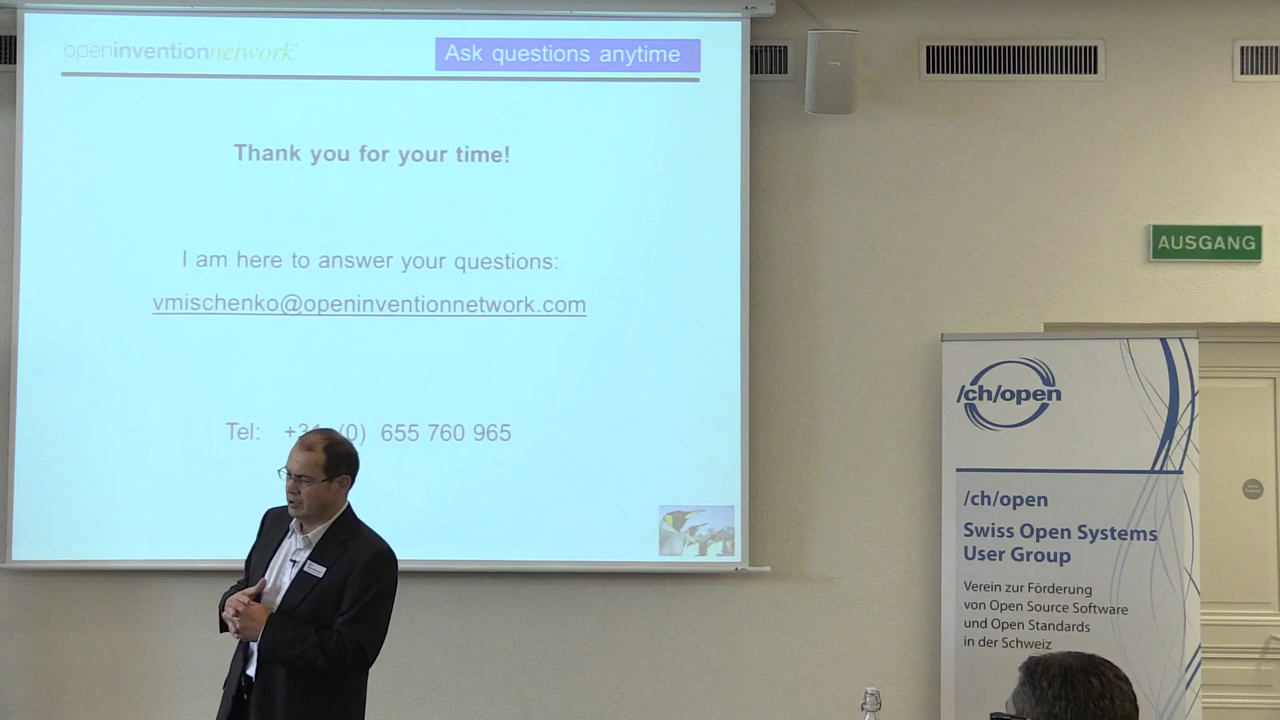 openinventionnetwork
Ask questions anytime
Thank you for your time!
I am here to answer your questions:
vmischenko@openinventionnetwork.com
Tel: (0) 655 760 965
AUSGANG
/ch/open
/ch/open
Swiss Open Systems
User Group
Verein zur Förderung
von Open Source Software
und Open Standards
in der Schweiz